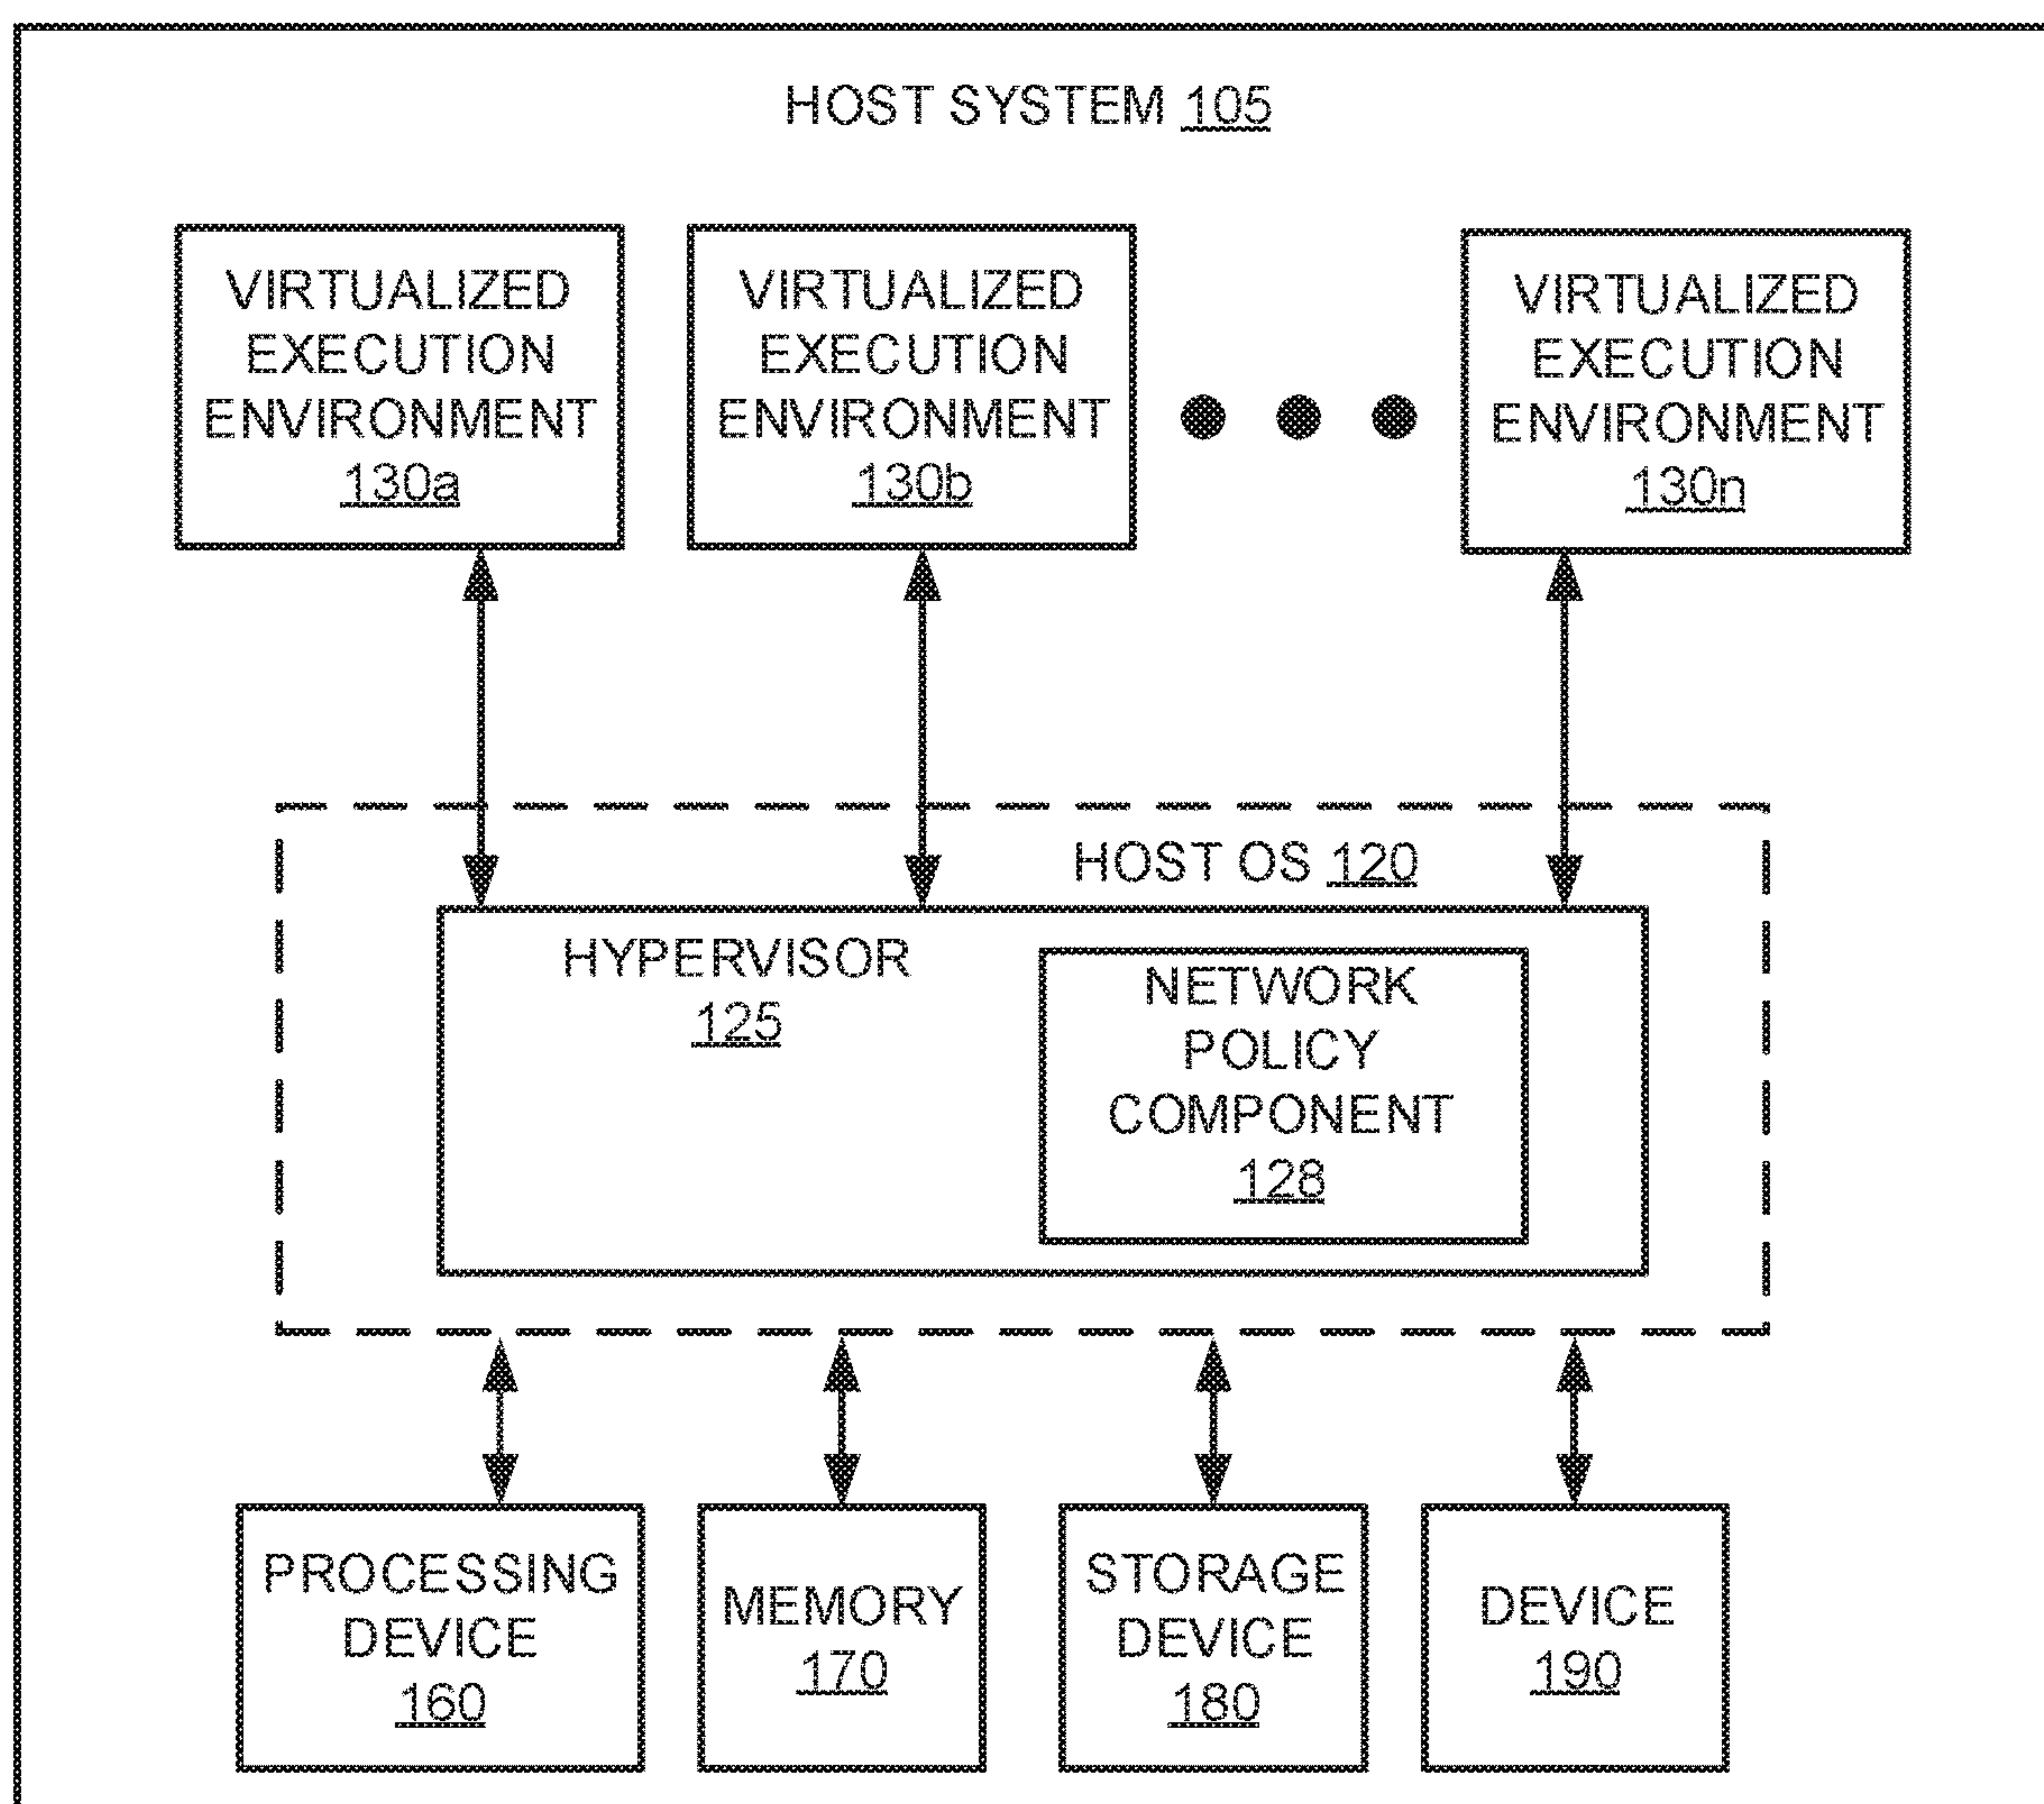 HOST SYSTEM 105
VIRTUALIZED
EXECUTION
ENVIRONMENT
130a
VIRTUALIZED
EXECUTION
ENVIRONMENT
130b
VIRTUALIZED
EXECUTION
ENVIRONMENT
130n
HOST OS 120
HYPERVISOR
125
NETWORK
POLICY
COMPONENT
128
PROCESSING
DEVICE
160
MEMORY
170
STORAGE
DEVICE
180
DEVICE
190